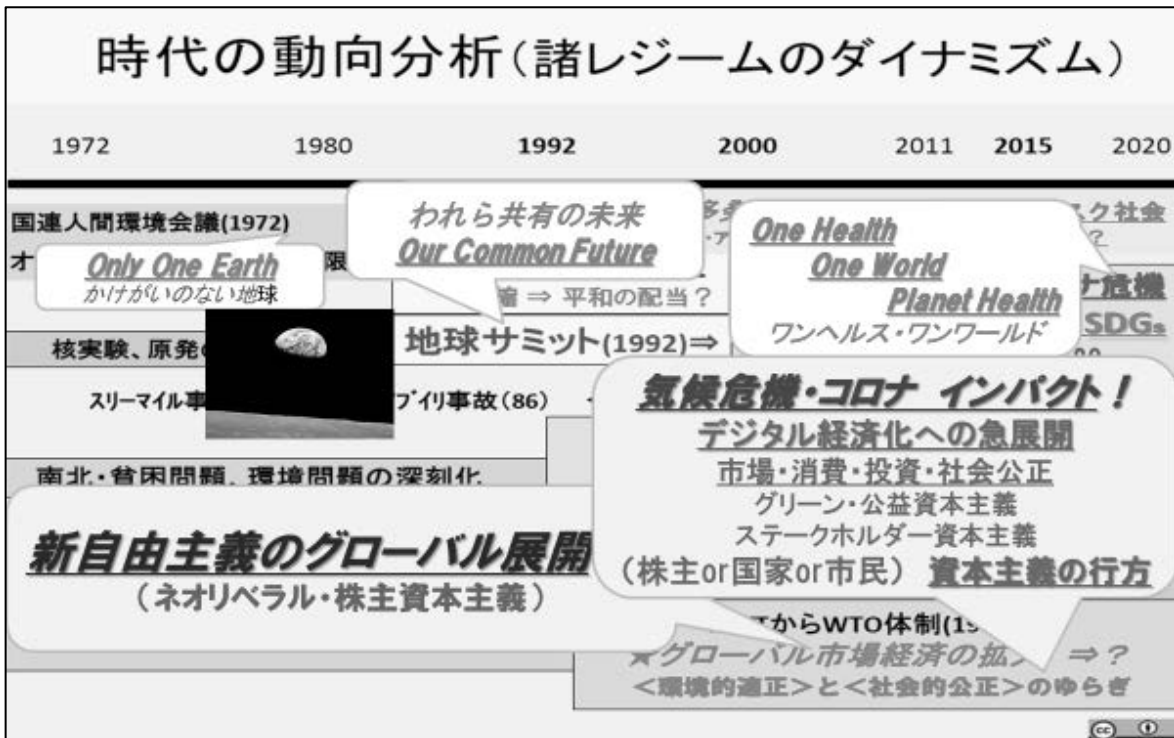 時代の動向分析(諸レジームのダイナミズム)
1972 1980 1992 2000 2011 2015 2020
国連人間環境会議(1972)
オ
限
Only One Earth
かけがいのない地球
われら共有の未来
Our Common Future
⇒ 平和の配当?
地球サミット(1992)⇒
多
スク社会
?
One Health
One World
Planet Health
ワンヘルス・ワンワールド
ナ危機
SDGs
核実験、原発
スリーマイル事
ブイリ事故(86)
南北・貧困問題、環境問題の深刻化
新自由主義のグローバル展開
(ネオリベラル・株主資本主義)
気候危機・コロナ インパクト!
デジタル経済化への急展開
市場・消費・投資・社会公正
グリーン・公益資本主義
ステークホルダー資本主義
(株主or国家or市民) 資本主義の行方
からWTO体制(19
★グローバル市場経済の拡 ⇒?
<環境的適正>と<社会的公正>のゆらぎ
cc